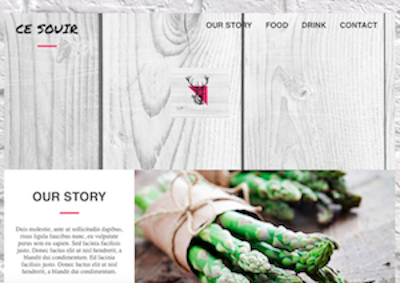 CE SOUIR
OUR STORY FOOD DRINK CONTACT
OUR STORY
Duis molestie, ante ut sollicitudin dapibus,
risus ligula faucibus nunc, eu vulputate
purus sem eu sapien. Sed lacinia facilisis
justo. Donec luctus elit ut nisl hendrerit, a
blandit dui condimentum. Donec facilisis
justo. Donec luctus elit ut nisl
hendrerit, a blandit dui condimentum.